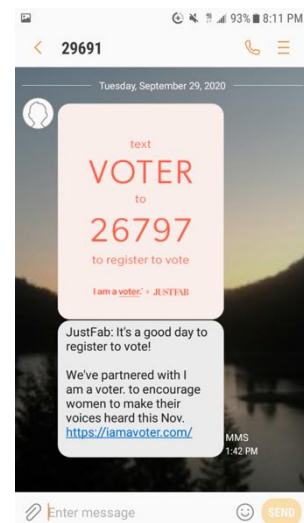 93% 8:11 PM
29691
Tuesday, September 29, 2020
text
VOTER
to
26797
to register to vote
I am a voter.® + JUSTFAB
JustFab: It's a good day to
register to vote!
We've partnered with I
am a voter. to encourage
women to make their
voices heard this Nov.
https://iamavoter.com/
MMS
1:42 PM
Enter message
SEND